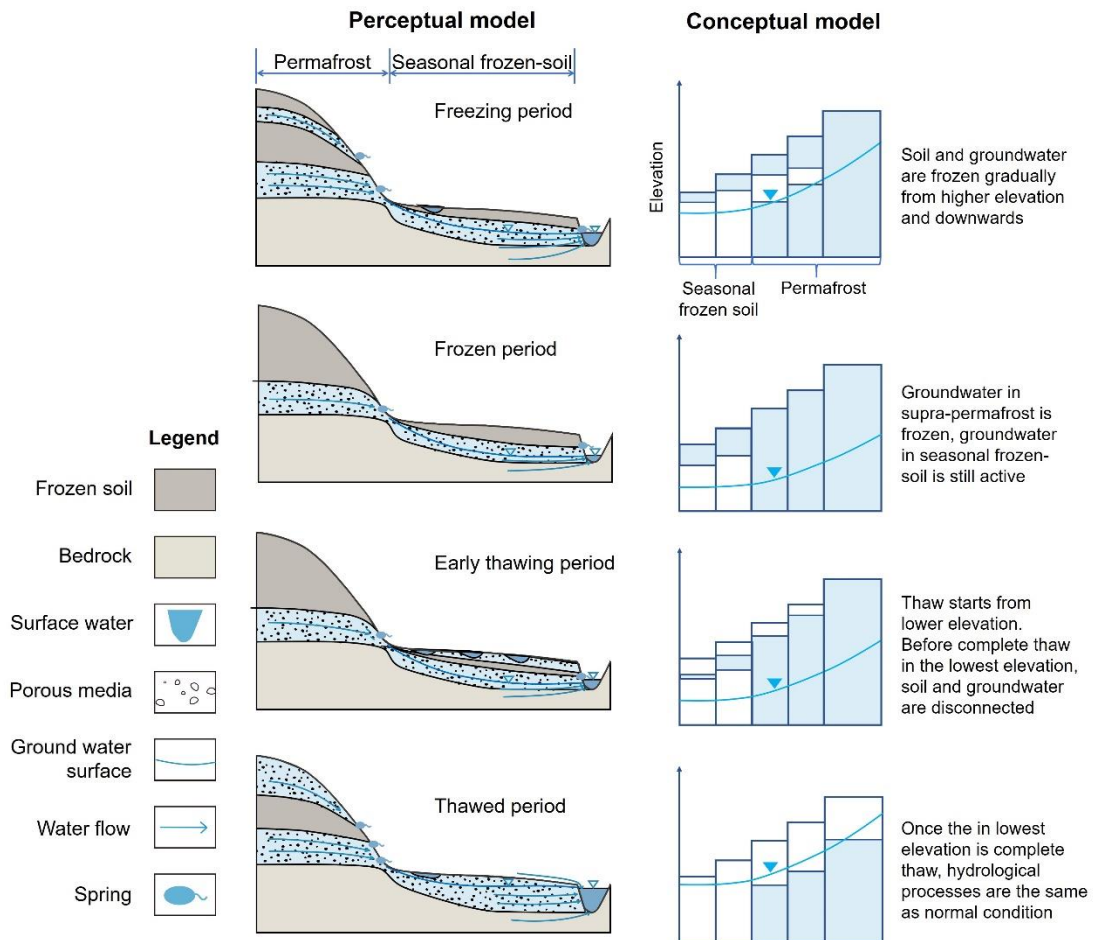 Perceptual model
Conceptual model
Permafrost
Seasonal frozen-soil
Freezing period
Elevation
Soil and groundwater
are frozen gradually
from higher elevation
and downwards
Seasonal
frozen soil
Permafrost
Frozen period
Groundwater in
supra-permafrost is
frozen, groundwater
in seasonal frozen-
soil is still active
Legend
Frozen soil
Bedrock
Surface water
Porous media
Ground water
surface
Water flow
Spring
Early thawing period
Thaw starts from
lower elevation.
Before complete thaw
in the lowest elevation,
soil and groundwater
are disconnected
Thawed period
Once the in lowest
elevation is complete
thaw, hydrological
processes are the same
as normal condition